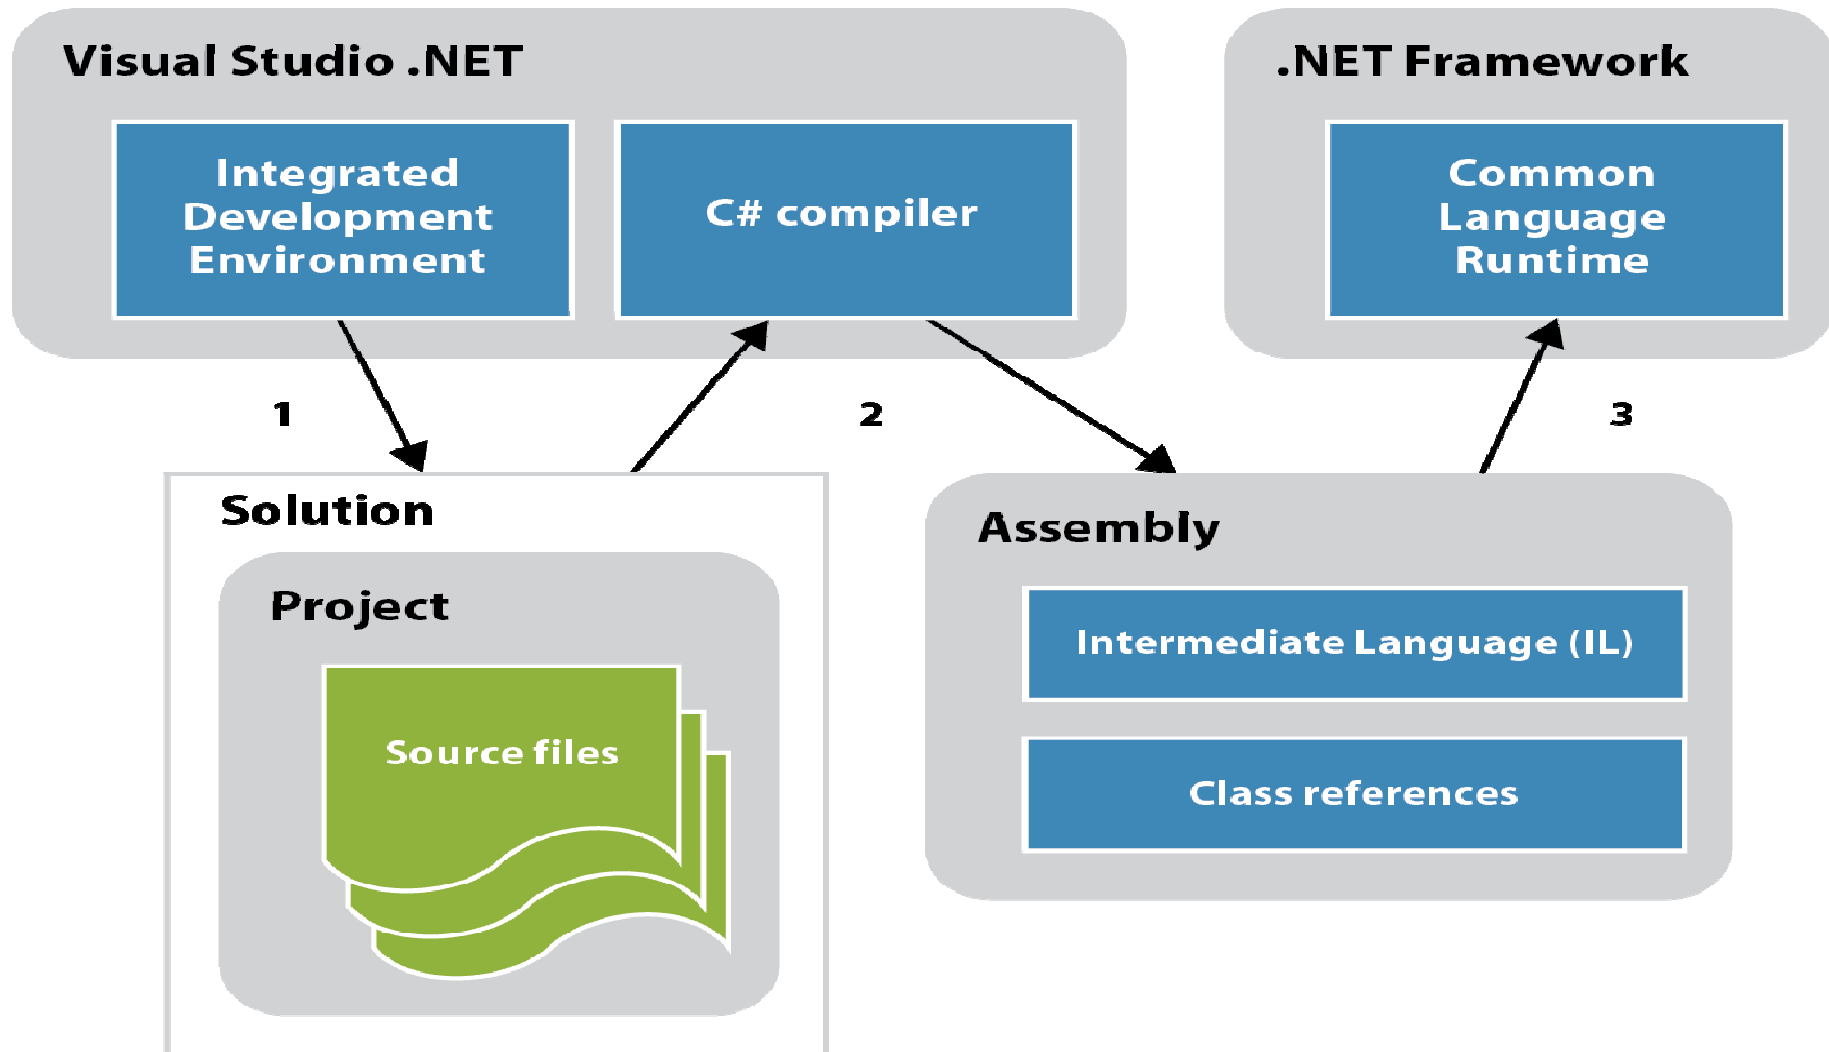 Visual Studio .NET
Integrated
Development
Environment
C# compiler
.NET Framework
Common
Language
Runtime
1
2
3
Solution
Project
Source files
Assembly
Intermediate Language (IL)
Class references